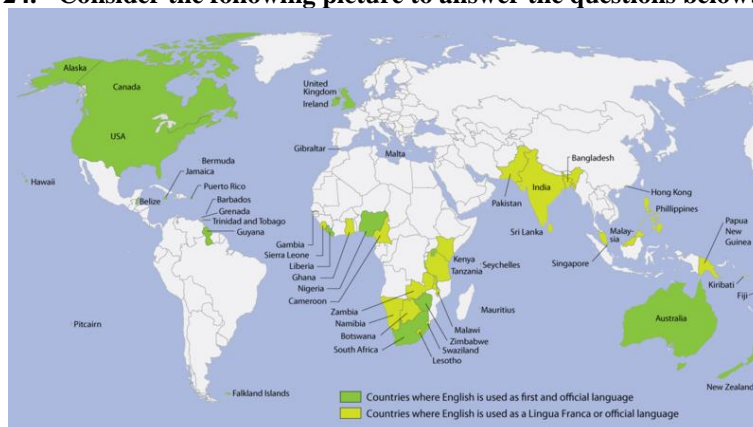 24. Consider the following picture to answer the questions below.
Alaska
Canada
USA
Hawaii
Bermuda
Jamaica
Puerto Rico
Belize
Barbados
Grenada
Trinidad and Tobago
Guyana
Pitcairn
Falkland Islands
United
Kingdom
Ireland
Gibraltar
Malta
Gambia
Sierra Leone
Liberia
Ghana
Nigeria
Cameroon
Zambia
Namibia
Botswana
South Africa
Kenya
Tanzania
Seychelles
Mauritius
Malawi
Zimbabwe
Swaziland
Lesotho
Pakistan
India
Bangladesh
Sri Lanka
Hong Kong
Phillippines
Malay-
sia
Singapore
Papua
New
Guinea
Kiribati
Fiji
Australia
New Zealand
Countries where English is used as first and official language
Countries where English is used as a Lingua Franca or official language